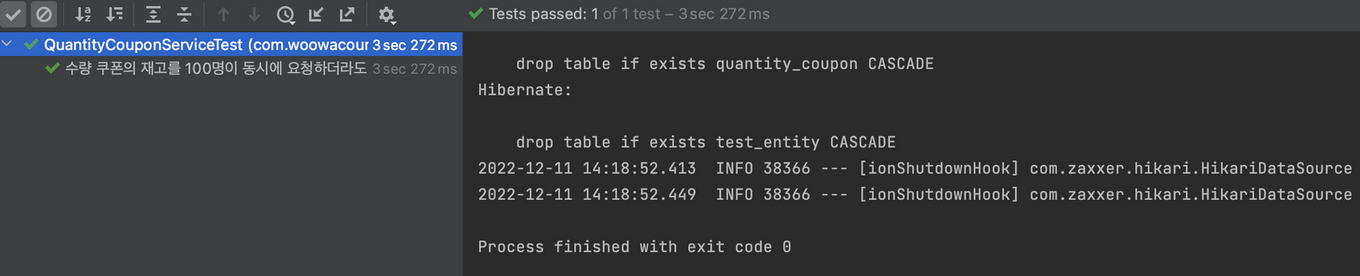 Tests passed: 1 of 1 test – 3 sec 272 ms
QuantityCouponServiceTest (com.woowacour 3 sec 272 ms
수량 쿠폰의 재고를 100명이 동시에 요청하더라도 3 sec 272 ms
drop table if exists quantity_coupon CASCADE
Hibernate:
drop table if exists test_entity CASCADE
2022-12-11 14:18:52.413  INFO 38366 --- [ionShutdownHook] com.zaxxer.hikari.HikariDataSource
2022-12-11 14:18:52.449  INFO 38366 --- [ionShutdownHook] com.zaxxer.hikari.HikariDataSource
Process finished with exit code 0